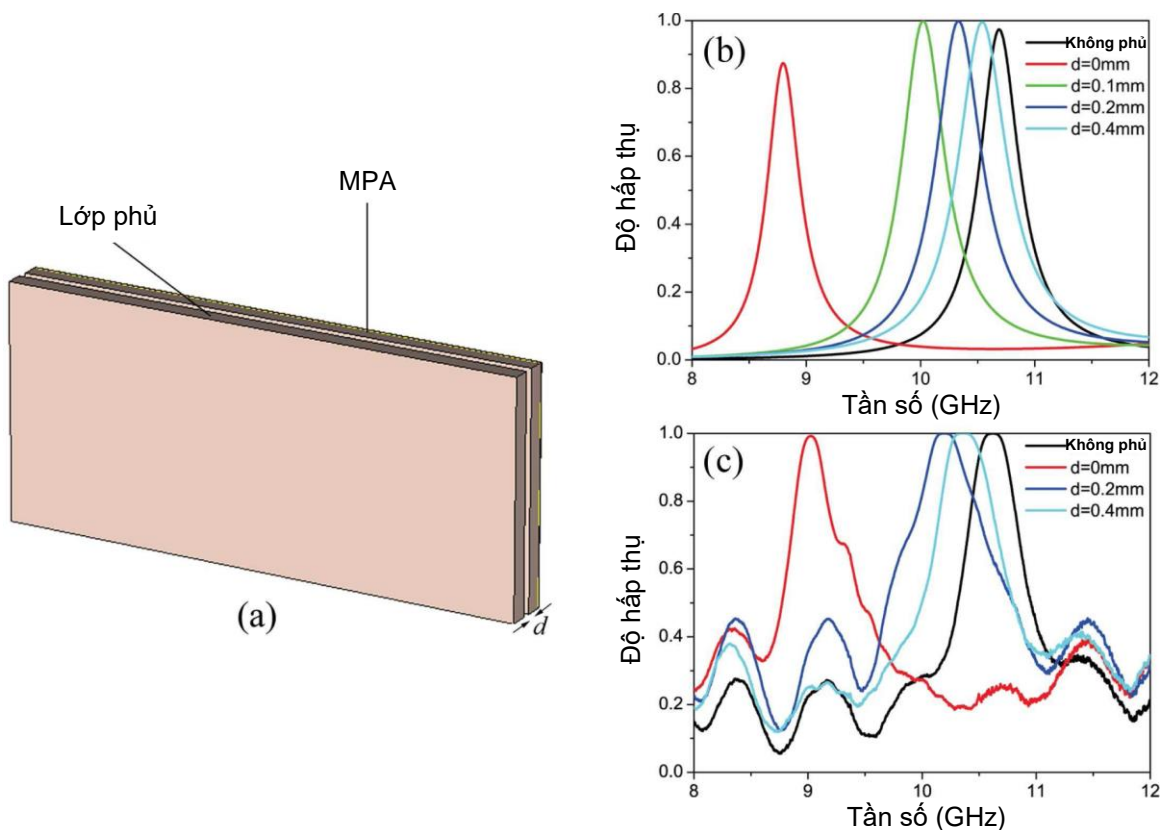 MPA
Lớp phủ
d
(a)
(b)
Không phủ
d=0mm
d=0.1mm
d=0.2mm
d=0.4mm
Độ hấp thụ
1.0
0.8
0.6
0.4
0.2
0.0
8 9 10 11 12
Tần số (GHz)
(c)
Không phủ
d=0mm
d=0.2mm
d=0.4mm
Độ hấp thụ
1.0
0.8
0.6
0.4
0.2
0.0
8 9 10 11 12
Tần số (GHz)